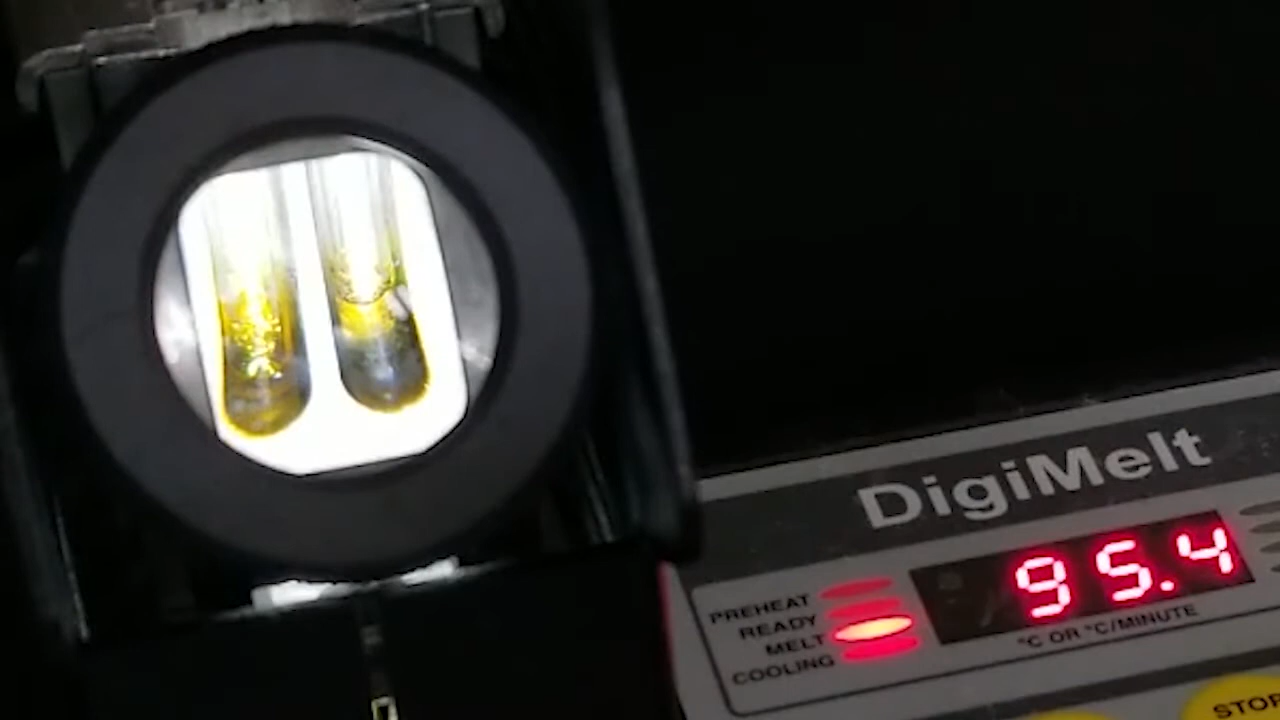 DigiMelt
95.4
PREHEAT
READY
MELT
COOLING
°C OR °C/MINUTE
STOP